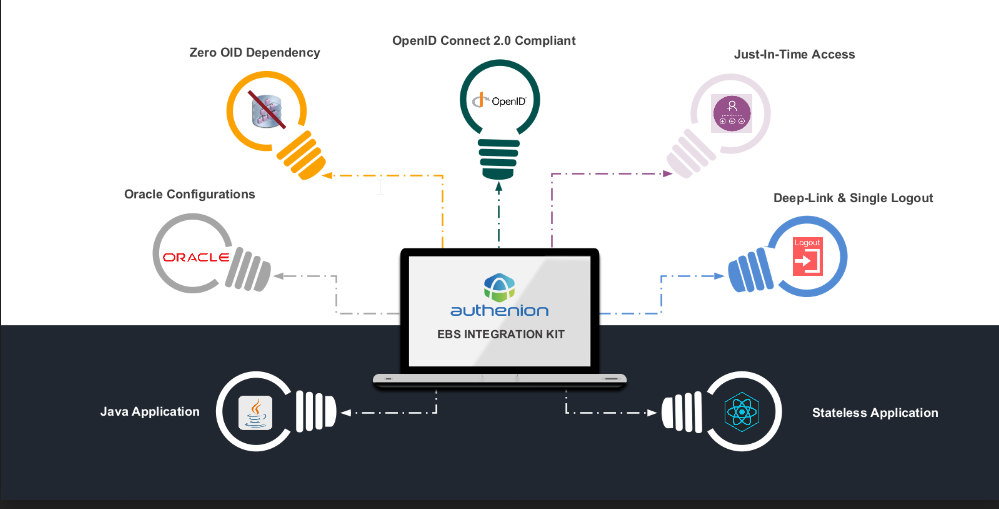 OpenID Connect 2.0 Compliant
Zero OID Dependency
Just-In-Time Access
OpenID
Oracle Configurations
Deep-Link & Single Logout
ORACLE
Logout
authenion
EBS INTEGRATION KIT
Java Application
Stateless Application